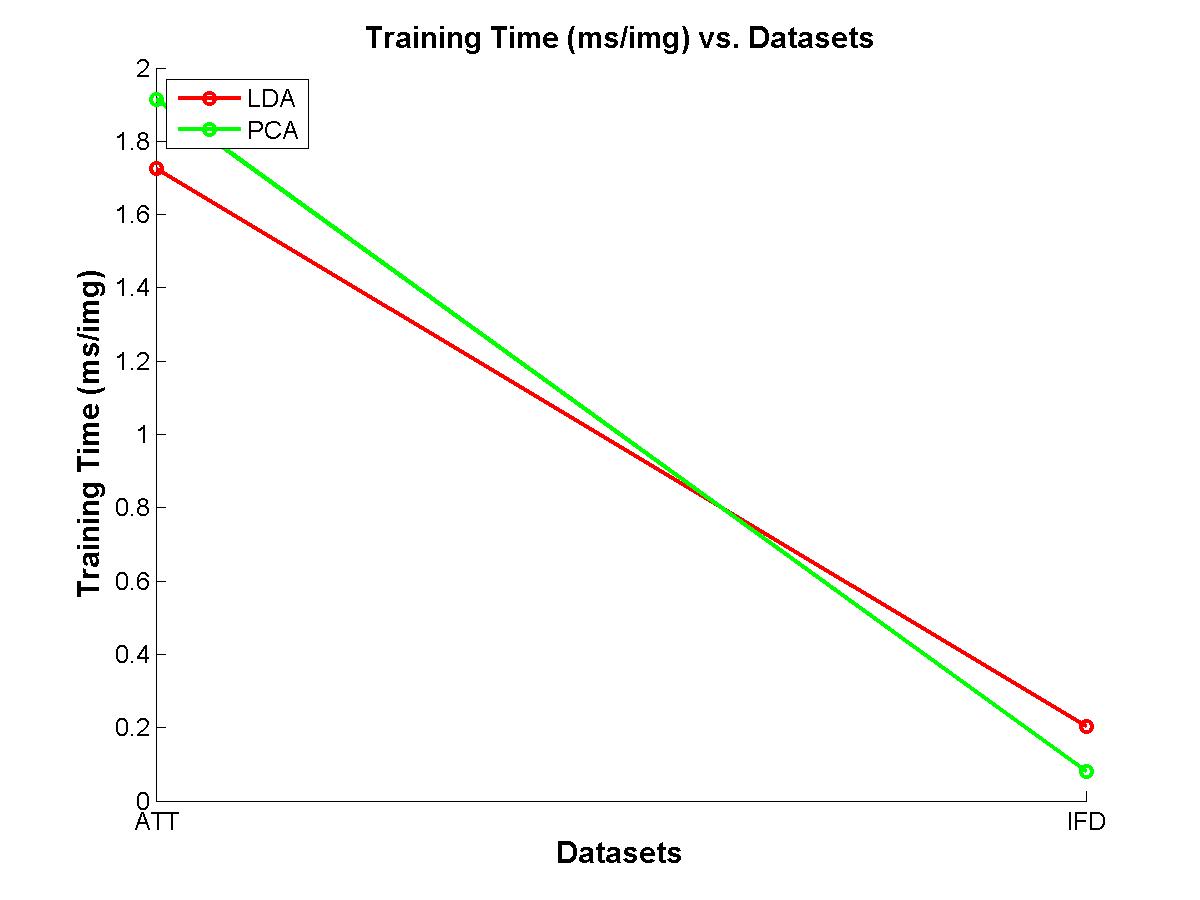 Training Time (ms/img) vs. Datasets
2
LDA
PCA
1.8
1.6
1.4
1.2
1
0.8
0.6
0.4
0.2
0
Training Time (ms/img)
ATT
IFD
Datasets